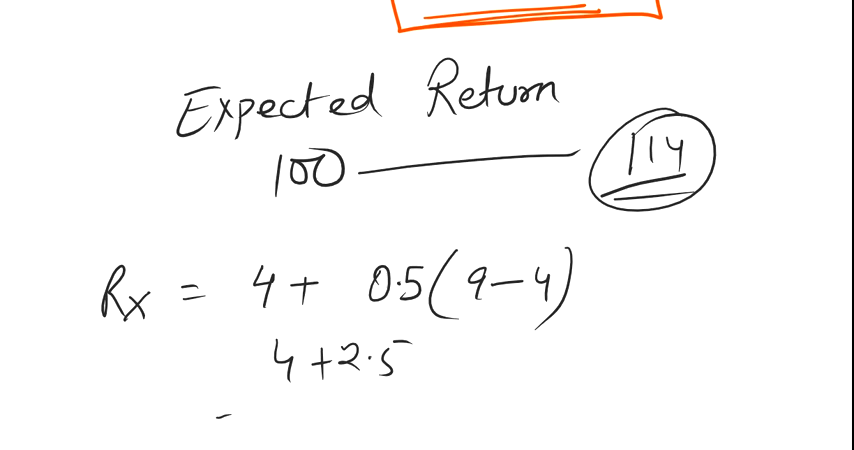 Expected Return
100 — 114
Rx = 4 + 0.5(9-4)
4 + 2.5
=